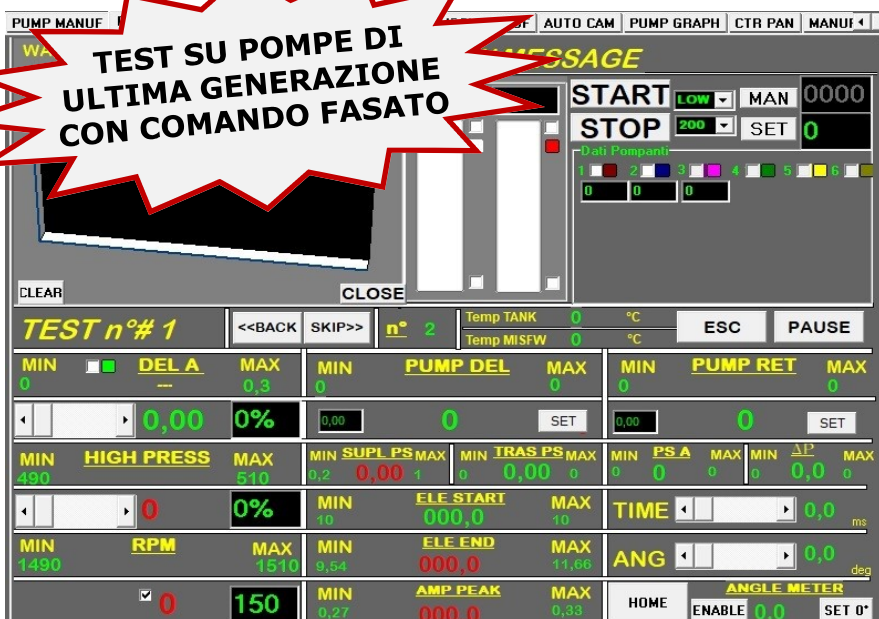 PUMP MANUF
AUTO CAM
PUMP GRAPH
CTR PAN
MANUF
TEST SU POMPE DI
ULTIMA GENERAZIONE
CON COMANDO FASATO
WA
MESSAGE
START LOW MAN 0000
STOP 200 SET 0
Dati Pompanti
1 2 3 4 5 6
0 0 0
CLEAR
CLOSE
TEST n°# 1
<<BACK SKIP>> n° 2
Temp TANK 0 °C
Temp MISFW 0 °C
ESC PAUSE
MIN DEL A MAX
0 --- 0,3
0,00 0%
MIN PUMP DEL MAX
0 0
0,00 0 SET
MIN PUMP RET MAX
0 0
0,00 0 SET
MIN HIGH PRESS MAX
490 510
0 0%
MIN SUPL PS MAX
0,2 0,00 1
MIN TRAS PS MAX
0 0,00 0
MIN PS A MAX
0 0 0
MIN ΔP MAX
0 0,0 0
MIN ELE START MAX
10 000,0 10
TIME 0,0 ms
MIN RPM MAX
1490 1510
0 150
MIN ELE END MAX
9,54 000,0 11,66
ANG 0,0 deg
MIN AMP PEAK MAX
0,27 000,0 0,33
HOME
ANGLE METER
ENABLE 0,0 SET 0°